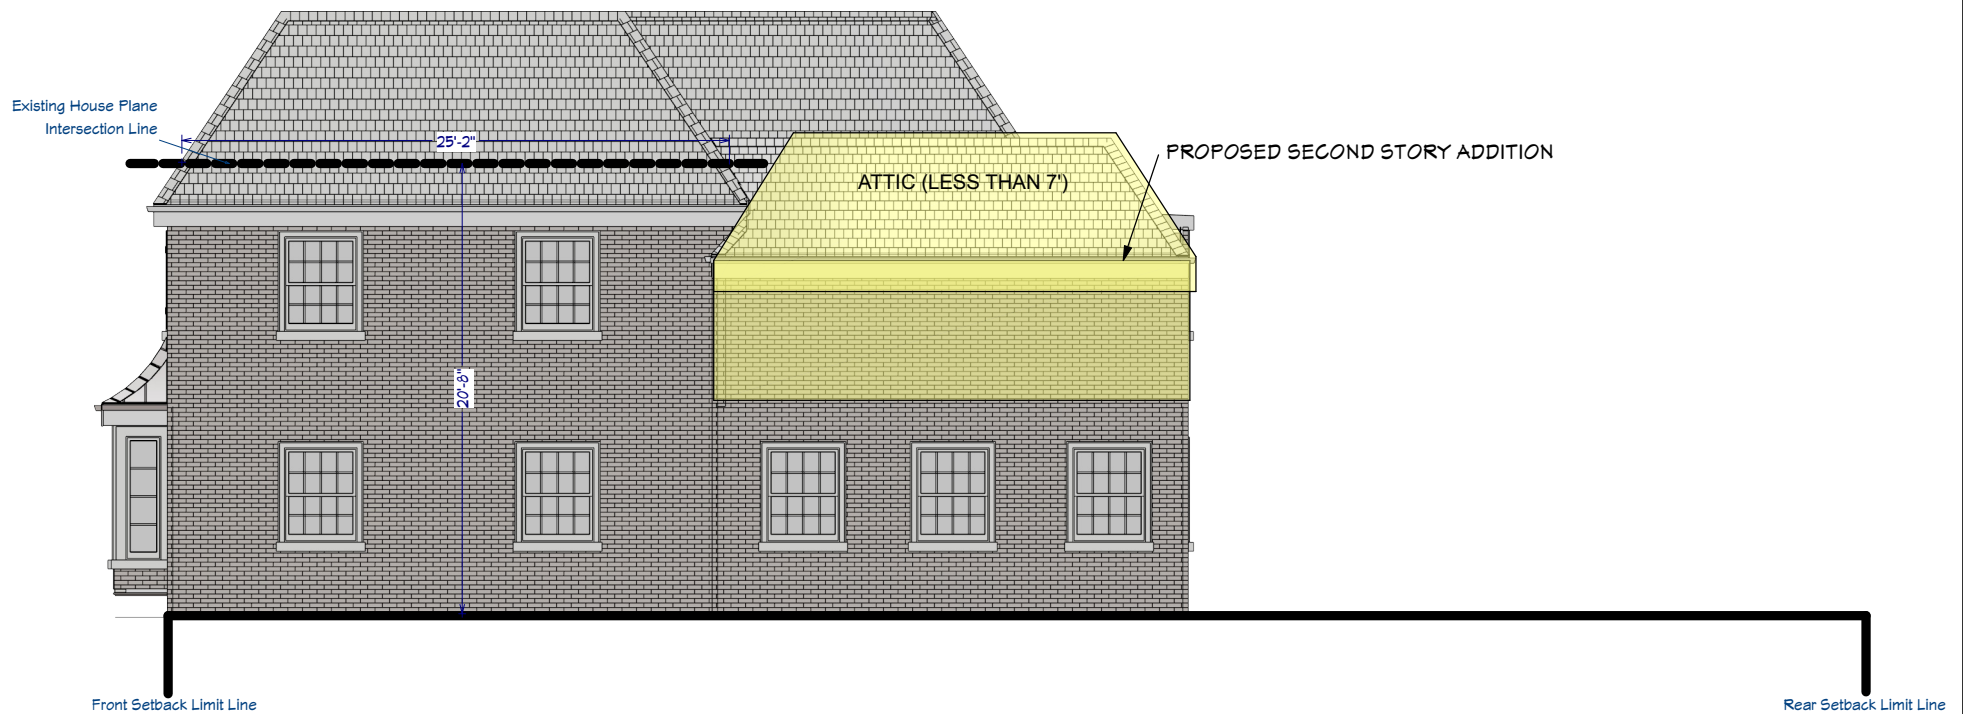 Existing House Plane
Intersection Line
25'-2"
PROPOSED SECOND STORY ADDITION
ATTIC (LESS THAN 7')
20'-8"
Front Setback Limit Line
Rear Setback Limit Line